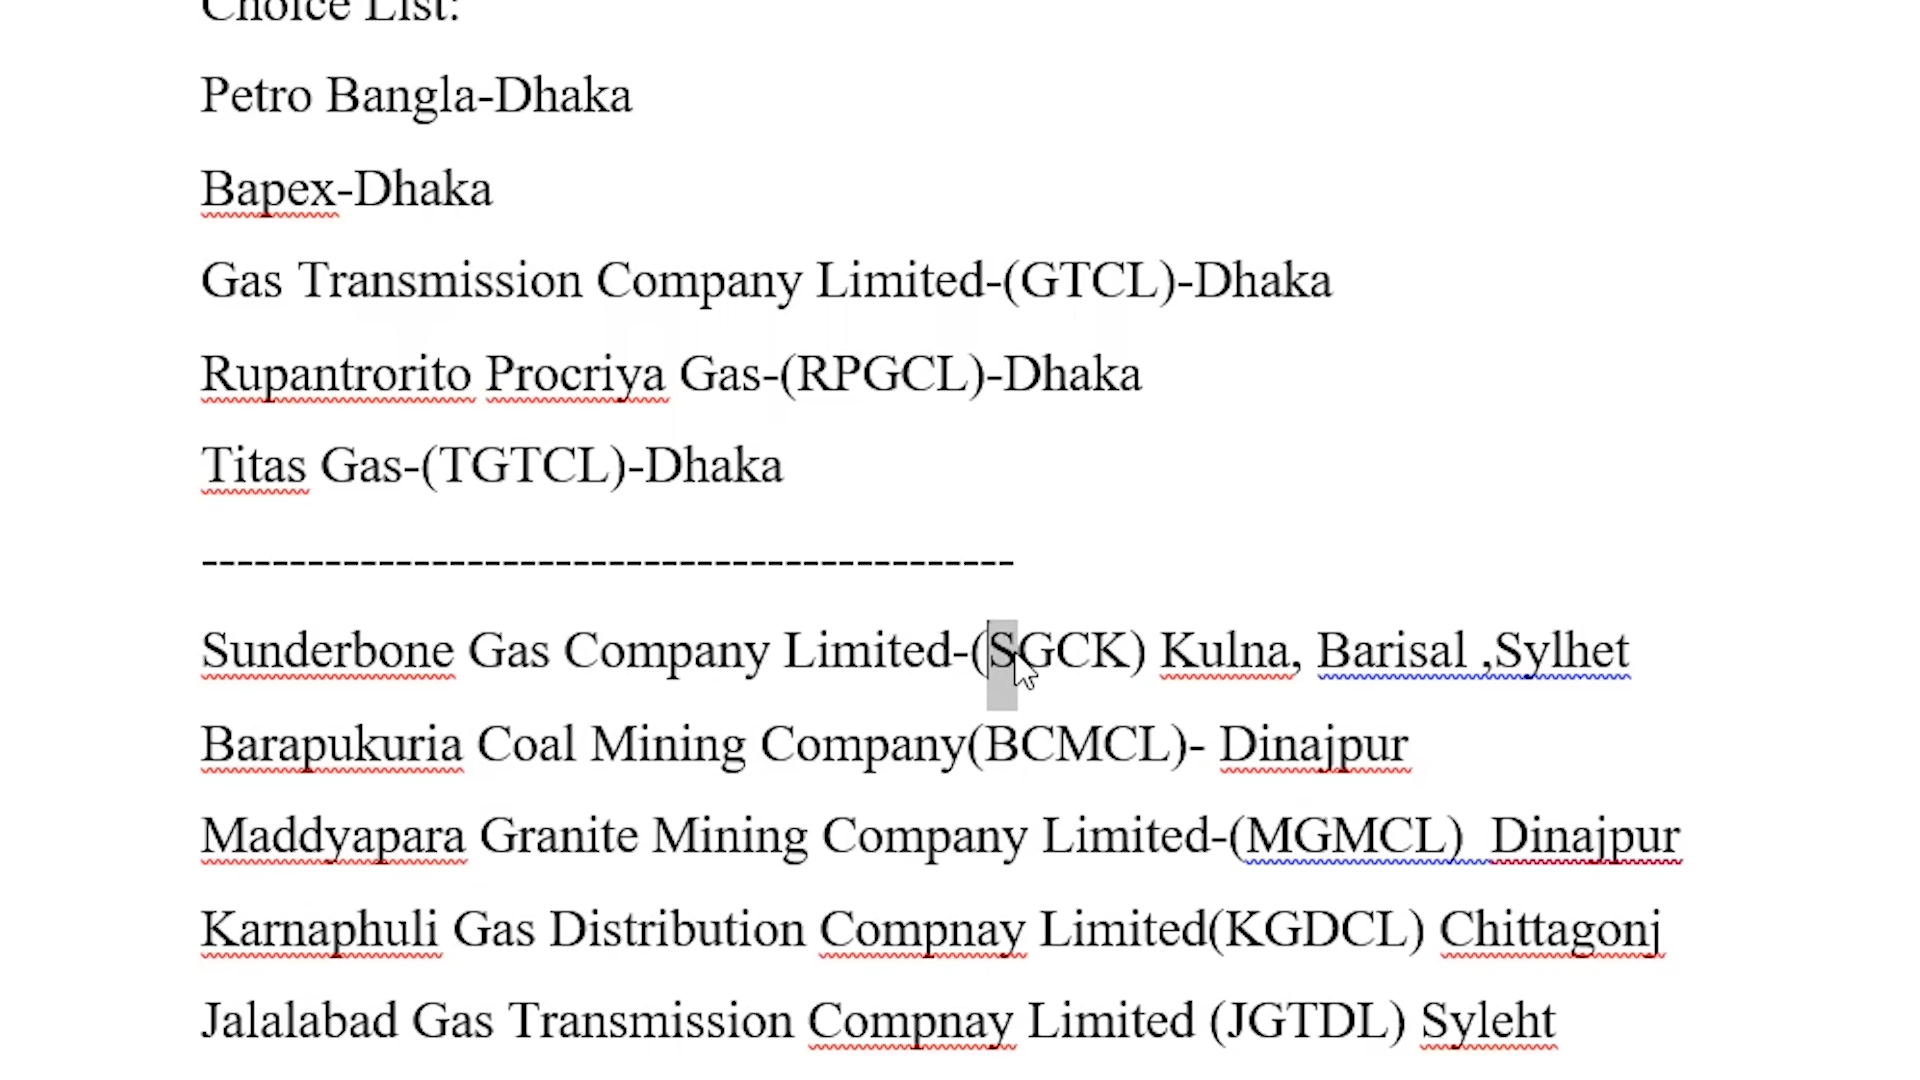 Choice List:
Petro Bangla-Dhaka
Bapex-Dhaka
Gas Transmission Company Limited-(GTCL)-Dhaka
Rupantrorito Procriya Gas-(RPGCL)-Dhaka
Titas Gas-(TGTCL)-Dhaka
----------------------------------------------
Sunderbone Gas Company Limited-(SGCK) Kulna, Barisal ,Sylhet
Barapukuria Coal Mining Company(BCMCL)- Dinajpur
Maddyapara Granite Mining Company Limited-(MGMCL)  Dinajpur
Karnaphuli Gas Distribution Compnay Limited(KGDCL) Chittagonj
Jalalabad Gas Transmission Compnay Limited (JGTDL) Syleht